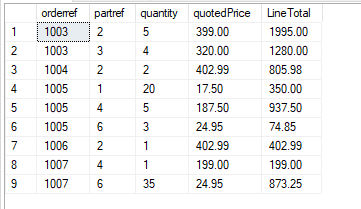 orderref partref quantity quotedPrice LineTotal
1 1003 2 5 399.00 1995.00
2 1003 3 4 320.00 1280.00
3 1004 2 2 402.99 805.98
4 1005 1 20 17.50 350.00
5 1005 4 5 187.50 937.50
6 1005 6 3 24.95 74.85
7 1006 2 1 402.99 402.99
8 1007 4 1 199.00 199.00
9 1007 6 35 24.95 873.25